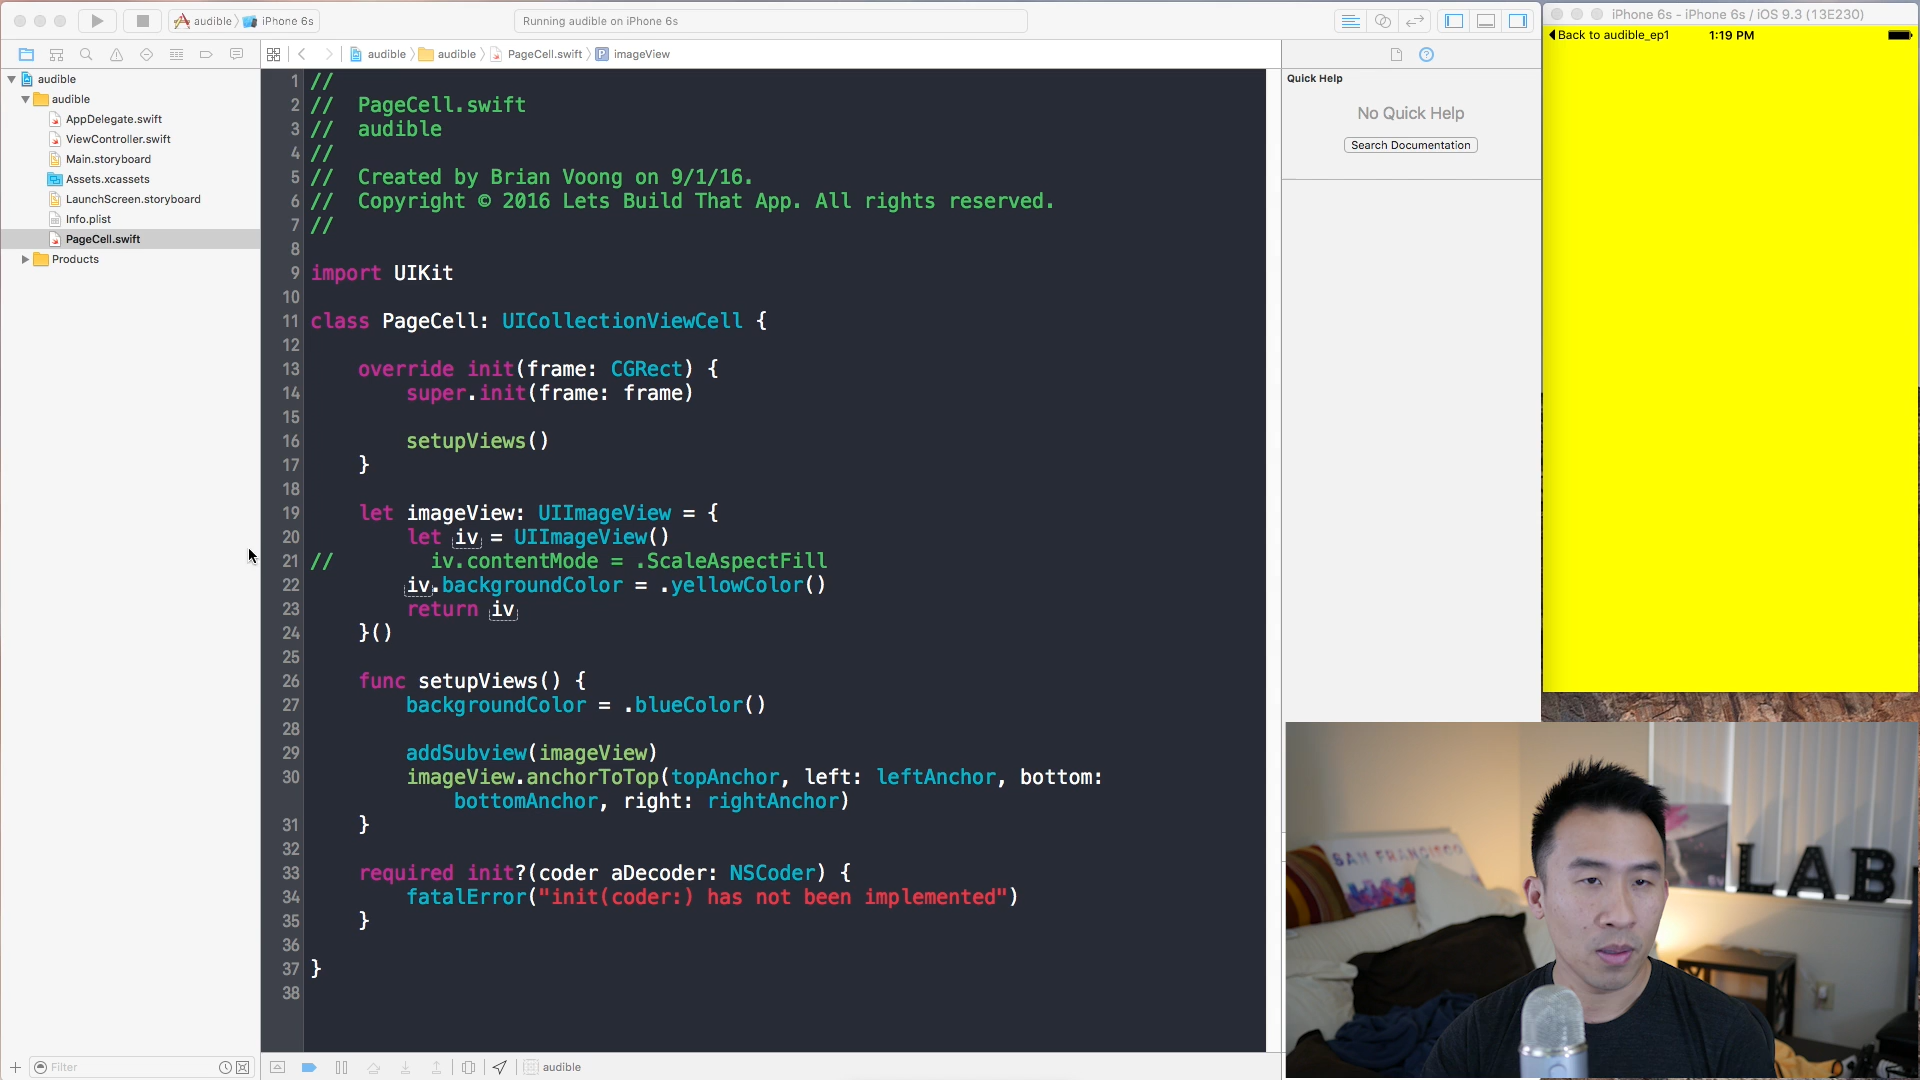 audible
iPhone 6s
Running audible on iPhone 6s
iPhone 6s - iPhone 6s / iOS 9.3 (13E230)
audible
audible
PageCell.swift
imageView
Back to audible_ep1
1:19 PM
audible
audible
AppDelegate.swift
ViewController.swift
Main.storyboard
Assets.xcassets
LaunchScreen.storyboard
Info.plist
PageCell.swift
Products
1 //
2 // PageCell.swift
3 // audible
4 //
5 // Created by Brian Voong on 9/1/16.
6 // Copyright © 2016 Lets Build That App. All rights reserved.
7 //
8
9 import UIKit
10
11 class PageCell: UICollectionViewCell {
12
13 override init(frame: CGRect) {
14 super.init(frame: frame)
15
16 setupViews()
17 }
18
19 let imageView: UIImageView = {
20 let iv = UIImageView()
21 // iv.contentMode = .ScaleAspectFill
22 iv.backgroundColor = .yellowColor()
23 return iv
24 }()
25
26 func setupViews() {
27 backgroundColor = .blueColor()
28
29 addSubview(imageView)
30 imageView.anchorToTop(topAnchor, left: leftAnchor, bottom:
bottomAnchor, right: rightAnchor)
31 }
32
33 required init?(coder aDecoder: NSCoder) {
34 fatalError("init(coder:) has not been implemented")
35 }
36
37 }
38
Quick Help
No Quick Help
Search Documentation
SAN FRANCISCO
LAB
Filter
audible